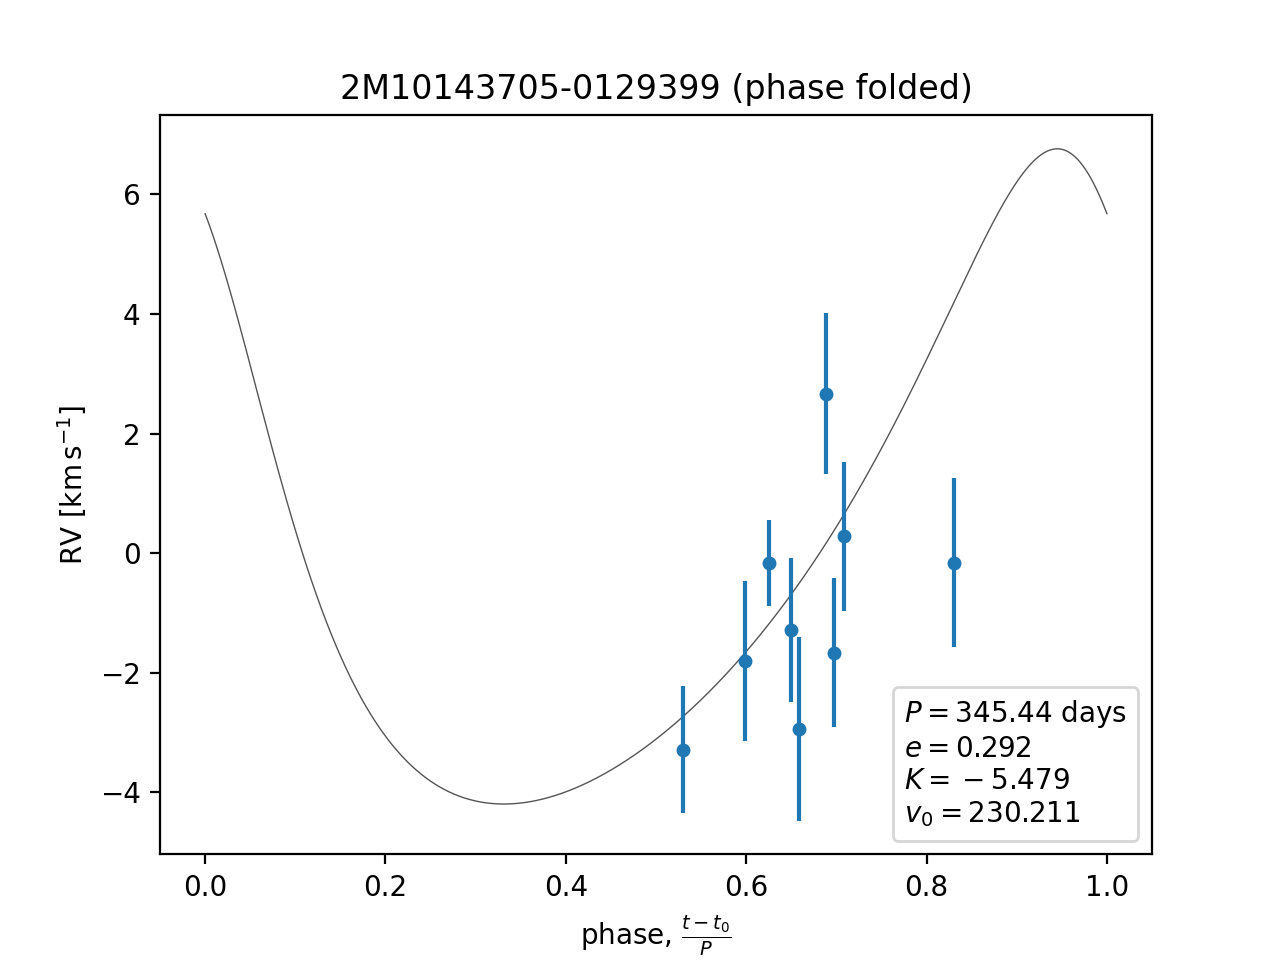 2M10143705-0129399 (phase folded)
RV [km s⁻¹]
6
4
2
0
−2
−4
0.0 0.2 0.4 0.6 0.8 1.0
phase, (t − t₀)/P
P = 345.44 days
e = 0.292
K = −5.479
v₀ = 230.211